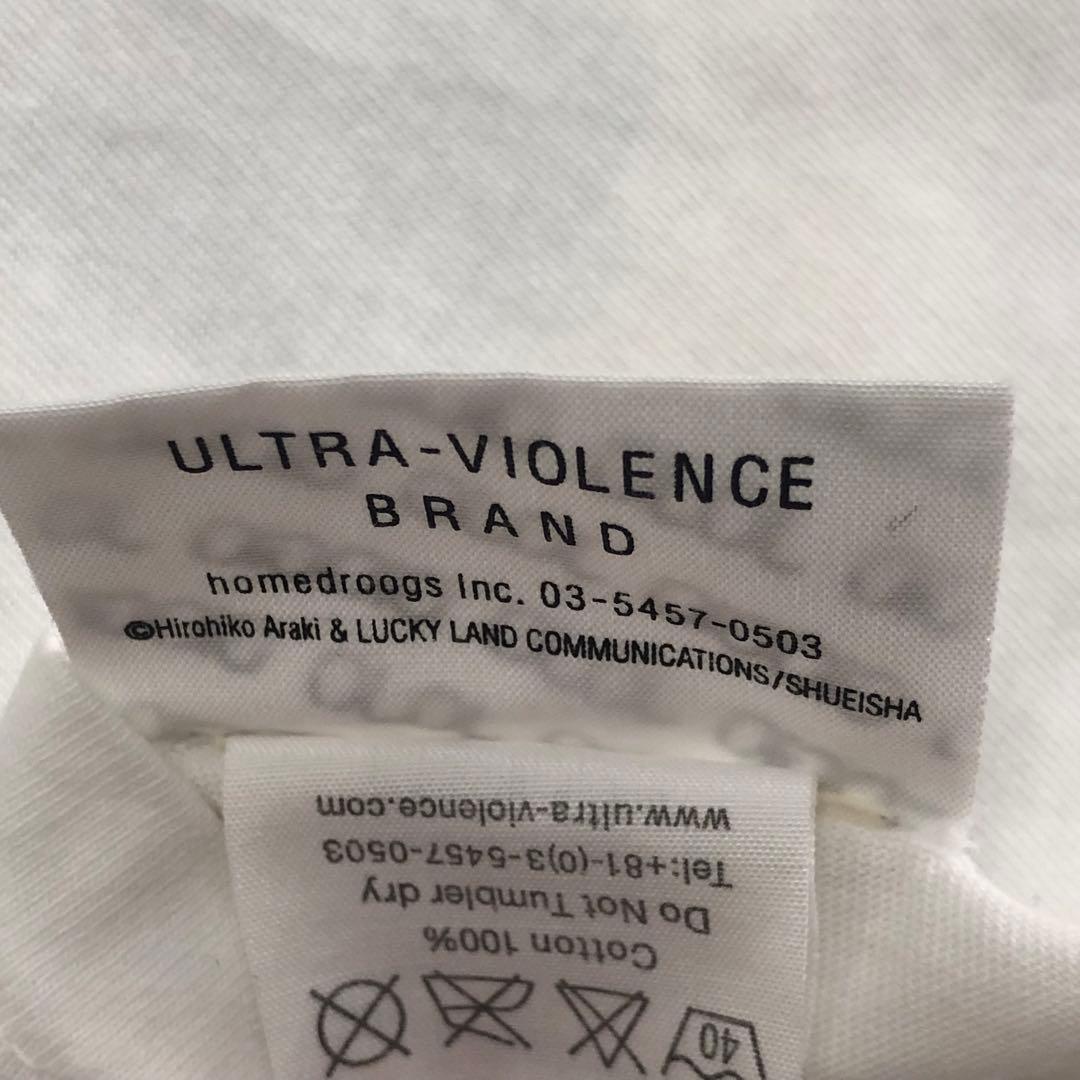 ULTRA-VIOLENCE
BRAND
homedroogs Inc. 03-5457-0503
©Hirohiko Araki & LUCKY LAND COMMUNICATIONS/SHUEISHA
40
Cotton 100%
Do Not Tumbler dry
Tel:+81-(0)3-5457-0503
www.ultra-violence.com